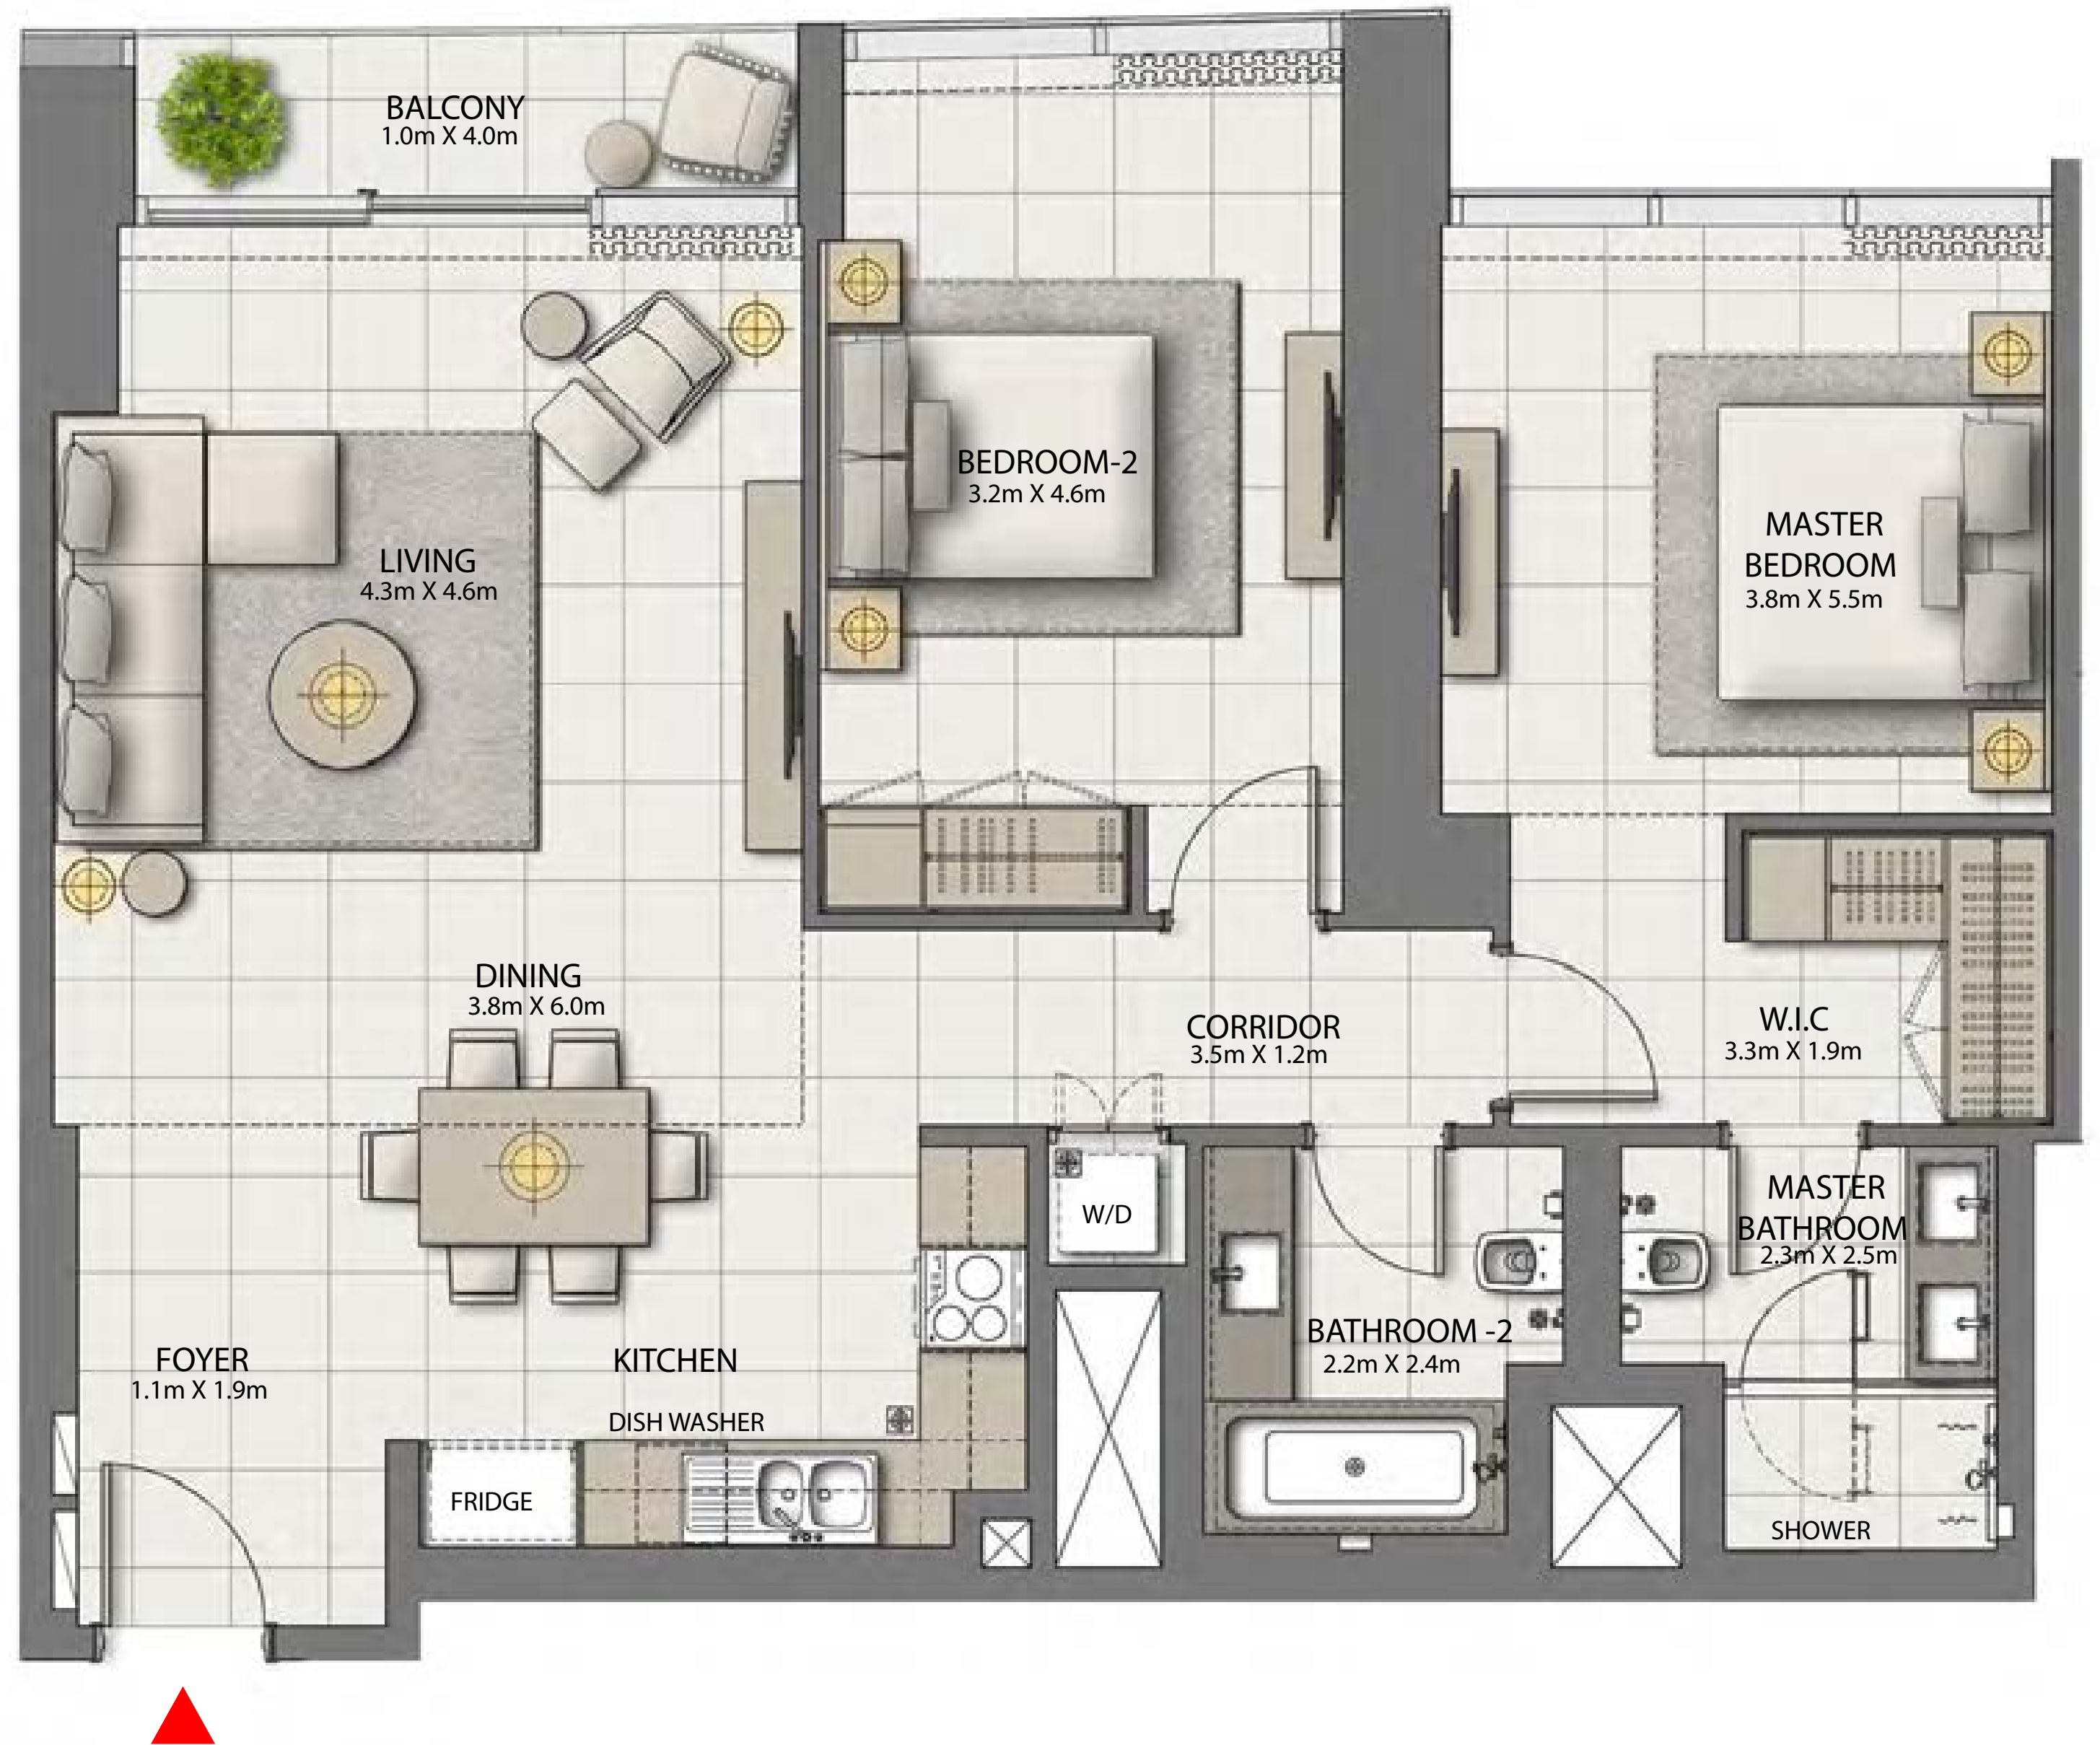 BALCONY
1.0m X 4.0m
BEDROOM-2
3.2m X 4.6m
MASTER
BEDROOM
3.8m X 5.5m
LIVING
4.3m X 4.6m
DINING
3.8m X 6.0m
CORRIDOR
3.5m X 1.2m
W.I.C
3.3m X 1.9m
W/D
MASTER
BATHROOM
2.3m X 2.5m
BATHROOM -2
2.2m X 2.4m
FOYER
1.1m X 1.9m
KITCHEN
DISH WASHER
FRIDGE
SHOWER